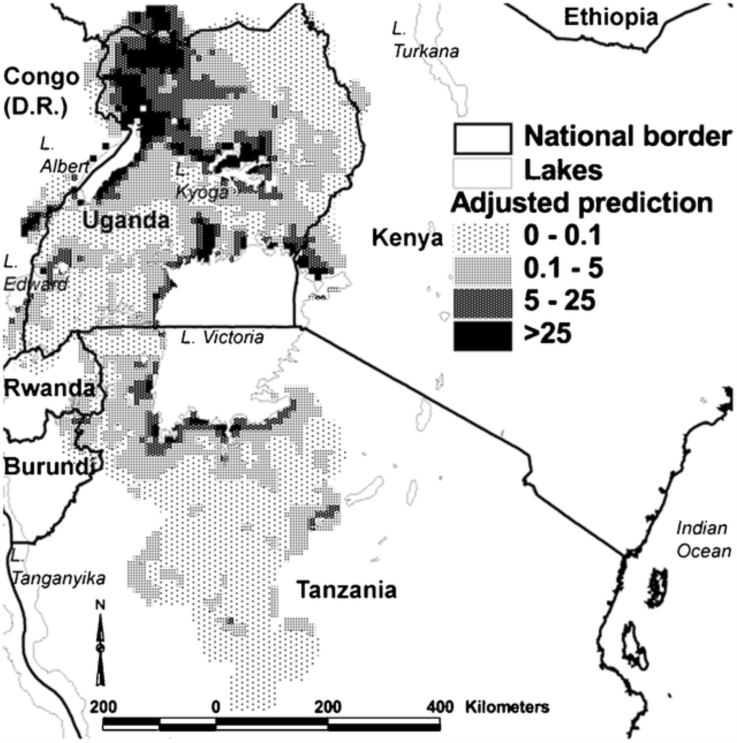 Ethiopia
L.
Turkana
Congo
(D.R.)
National border
L.
Albert
Lakes
L.
Kyoga
Adjusted prediction
Uganda
Kenya
0 - 0.1
L.
Edward
0.1 - 5
5 - 25
>25
L. Victoria
Rwanda
Burundi
Indian
Ocean
L.
Tanganyika
Tanzania
N
200 0 200 400 Kilometers